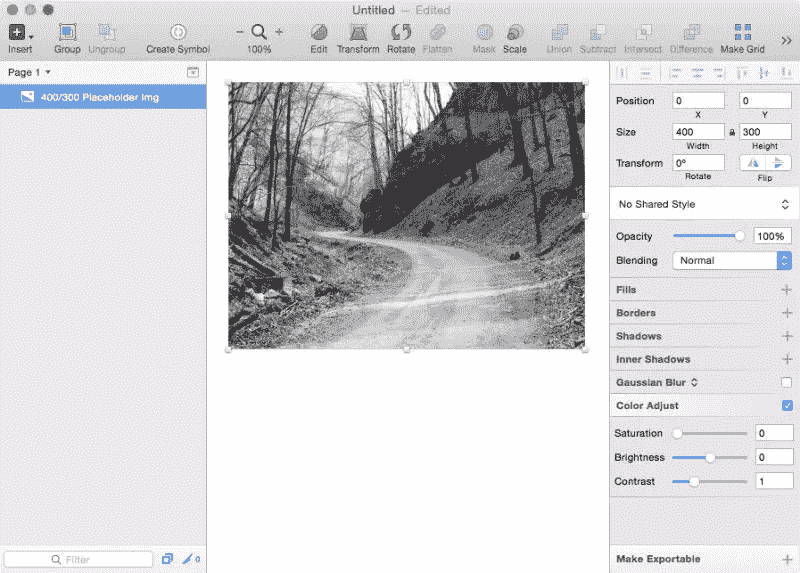 Untitled — Edited
Insert Group Ungroup Create Symbol 100% Edit Transform Rotate Flatten Mask Scale Union Subtract Intersect Difference Make Grid
Page 1
400/300 Placeholder Img
Position 0 0
X Y
Size 400 300
Width Height
Transform 0°
Rotate Flip
No Shared Style
Opacity 100%
Blending Normal
Fills
Borders
Shadows
Inner Shadows
Gaussian Blur
Color Adjust
Saturation 0
Brightness 0
Contrast 1
Filter 0
Make Exportable